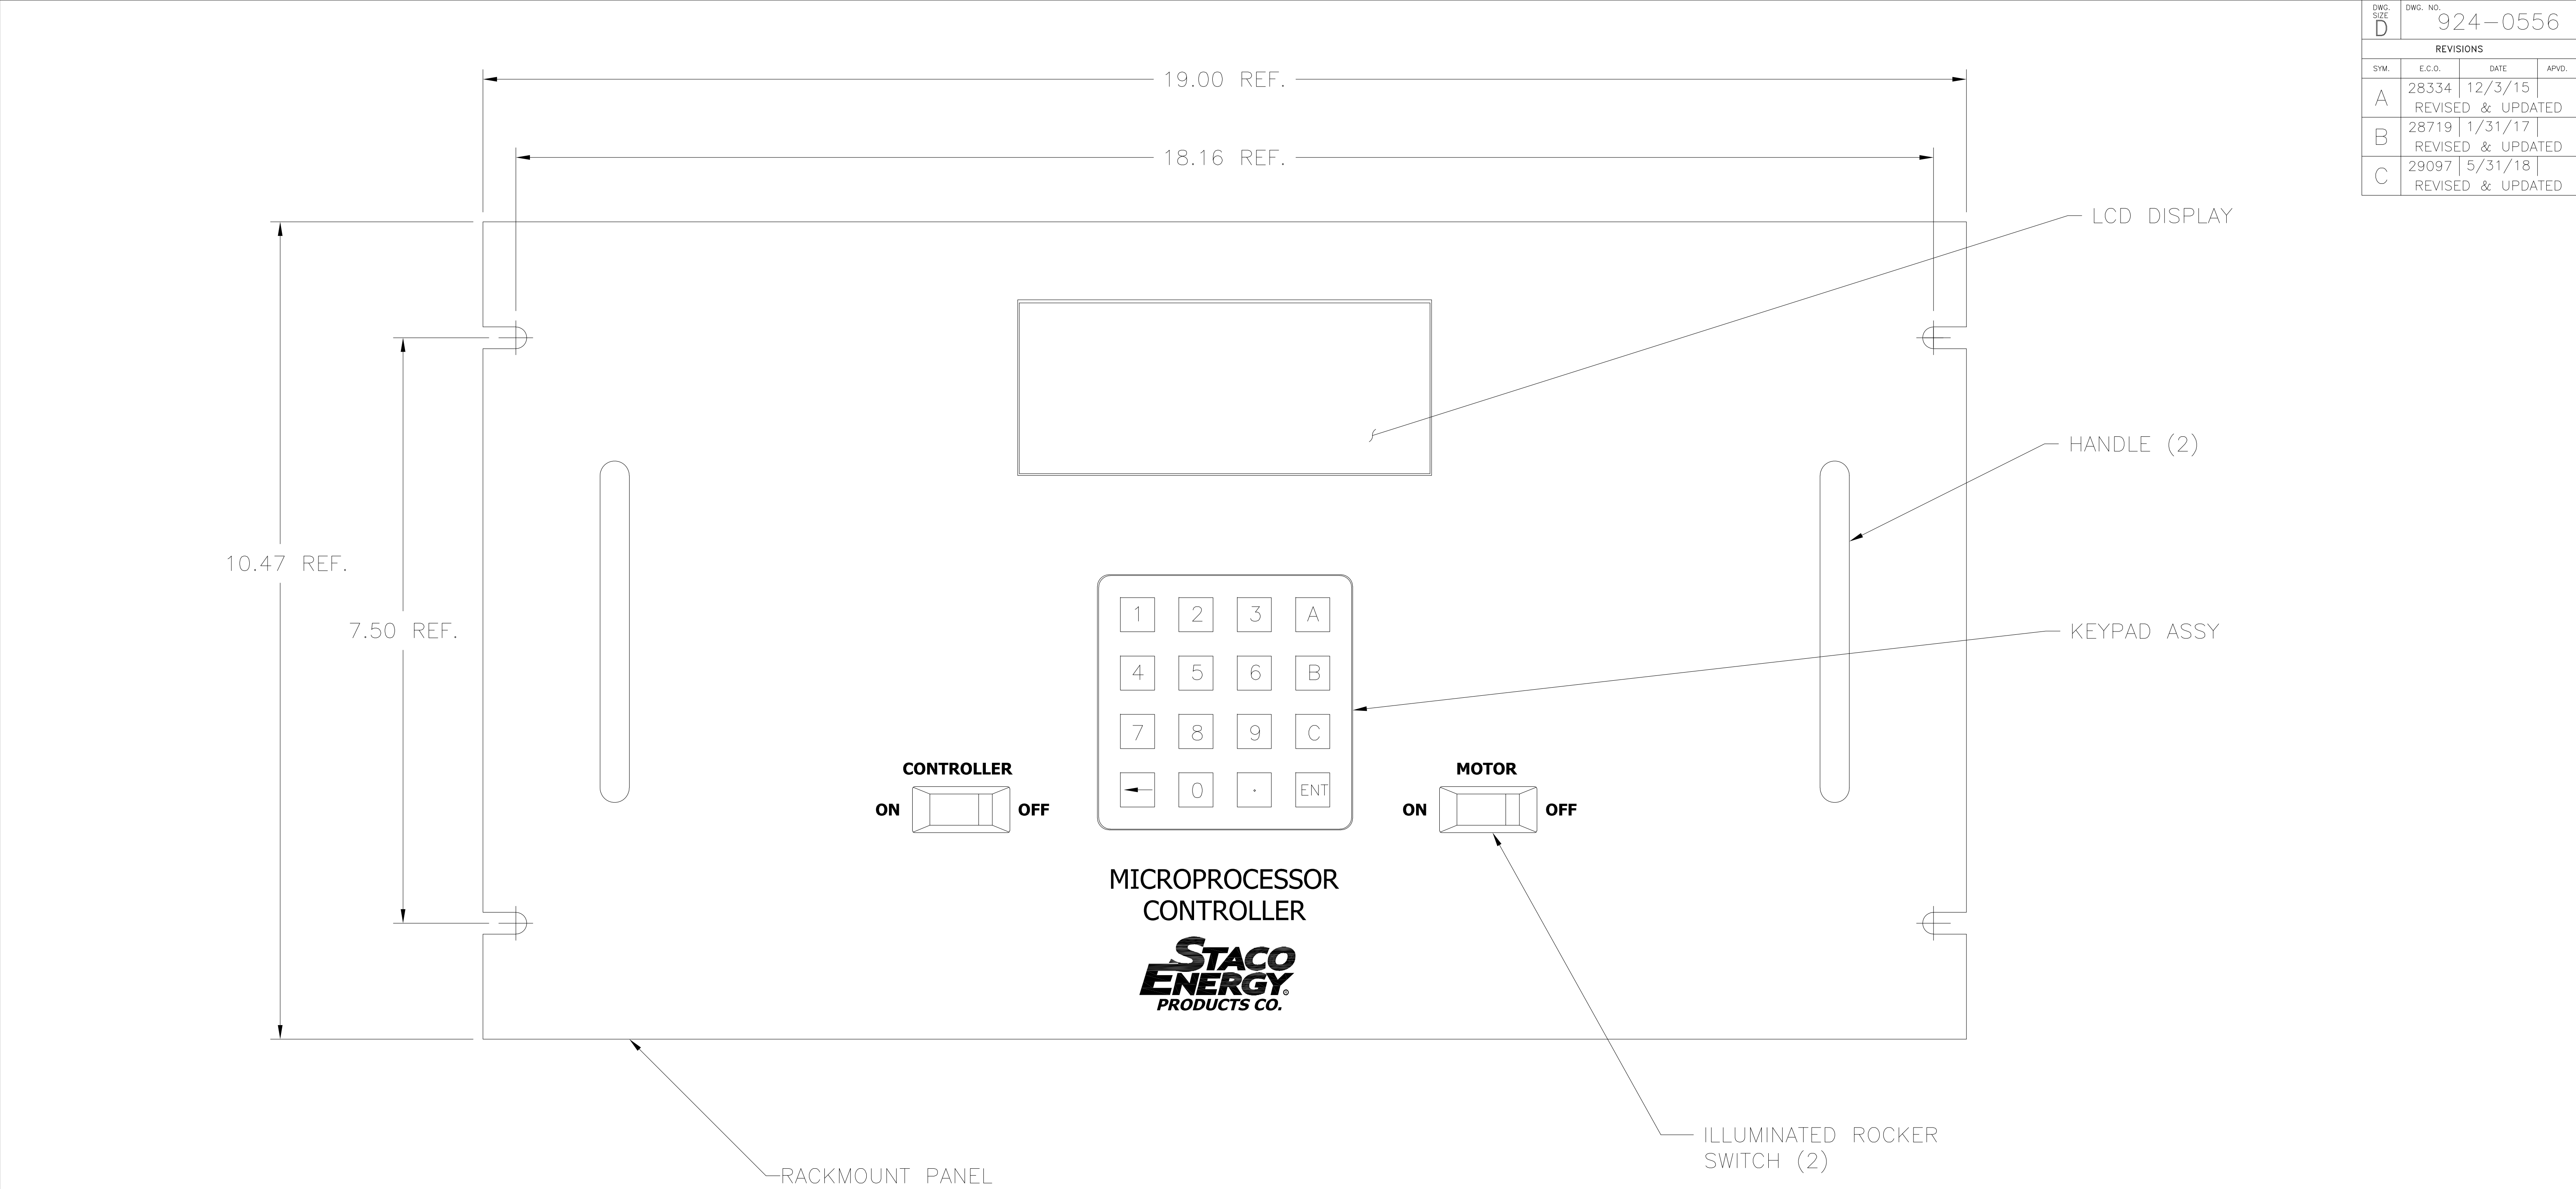 DWG. SIZE D
DWG. NO. 924-0556
REVISIONS
SYM. E.C.O. DATE APVD.
A 28334 12/3/15
REVISED & UPDATED
B 28719 1/31/17
REVISED & UPDATED
C 29097 5/31/18
REVISED & UPDATED
19.00 REF.
18.16 REF.
LCD DISPLAY
HANDLE (2)
10.47 REF.
7.50 REF.
KEYPAD ASSY
1 2 3 A
4 5 6 B
7 8 9 C
0 . ENT
CONTROLLER
ON OFF
MOTOR
ON OFF
MICROPROCESSOR
CONTROLLER
STACO
ENERGY®
PRODUCTS CO.
ILLUMINATED ROCKER
SWITCH (2)
RACKMOUNT PANEL